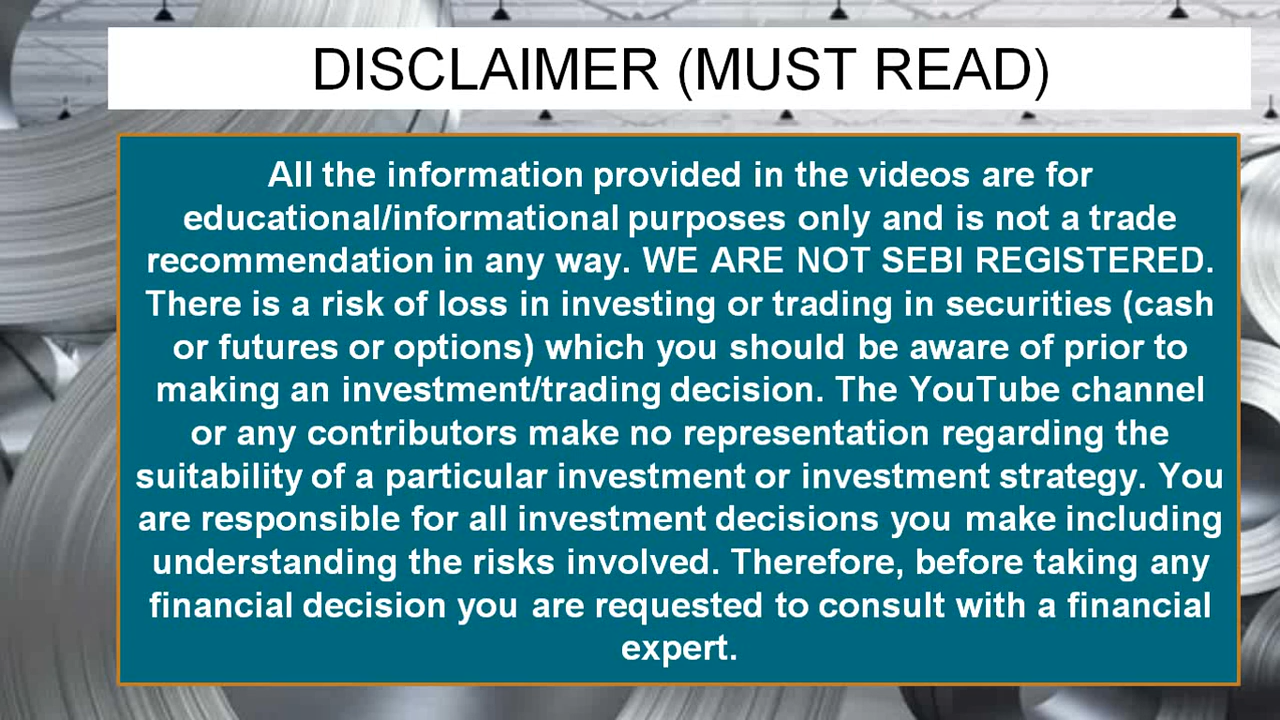 DISCLAIMER (MUST READ)
All the information provided in the videos are for
educational/informational purposes only and is not a trade
recommendation in any way. WE ARE NOT SEBI REGISTERED.
There is a risk of loss in investing or trading in securities (cash
or futures or options) which you should be aware of prior to
making an investment/trading decision. The YouTube channel
or any contributors make no representation regarding the
suitability of a particular investment or investment strategy. You
are responsible for all investment decisions you make including
understanding the risks involved. Therefore, before taking any
financial decision you are requested to consult with a financial
expert.